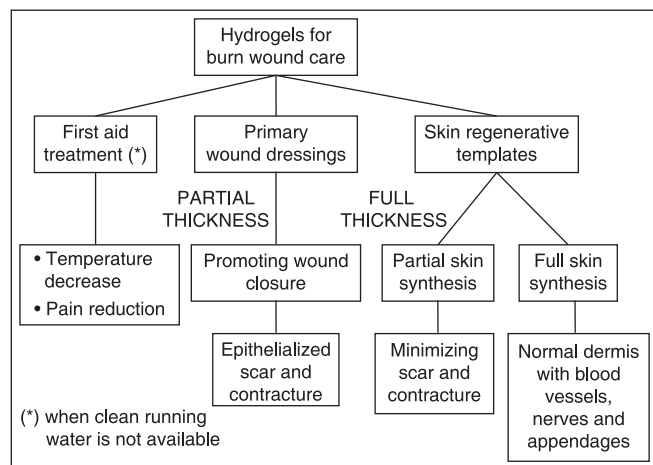 Hydrogels for
burn wound care
First aid
treatment (*)
Primary
wound dressings
Skin regenerative
templates
PARTIAL
THICKNESS
FULL
THICKNESS
• Temperature
decrease
• Pain reduction
Promoting wound
closure
Partial skin
synthesis
Full skin
synthesis
Epithelialized
scar and
contracture
Minimizing
scar and
contracture
Normal dermis
with blood
vessels,
nerves and
appendages
(*) when clean running
water is not available